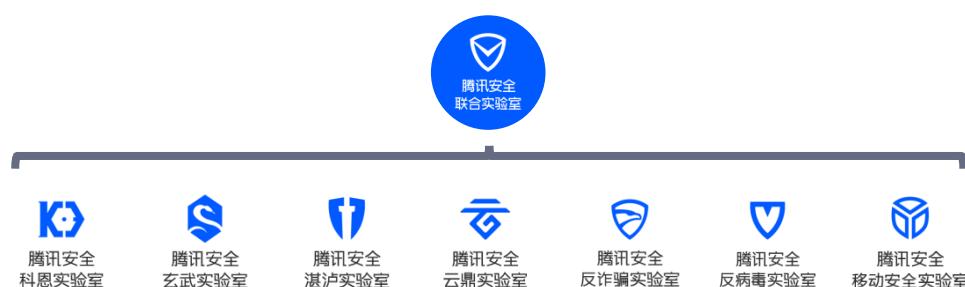 腾讯安全
联合实验室
腾讯安全
科恩实验室
腾讯安全
玄武实验室
腾讯安全
湛泸实验室
腾讯安全
云鼎实验室
腾讯安全
反诈骗实验室
腾讯安全
反病毒实验室
腾讯安全
移动安全实验室